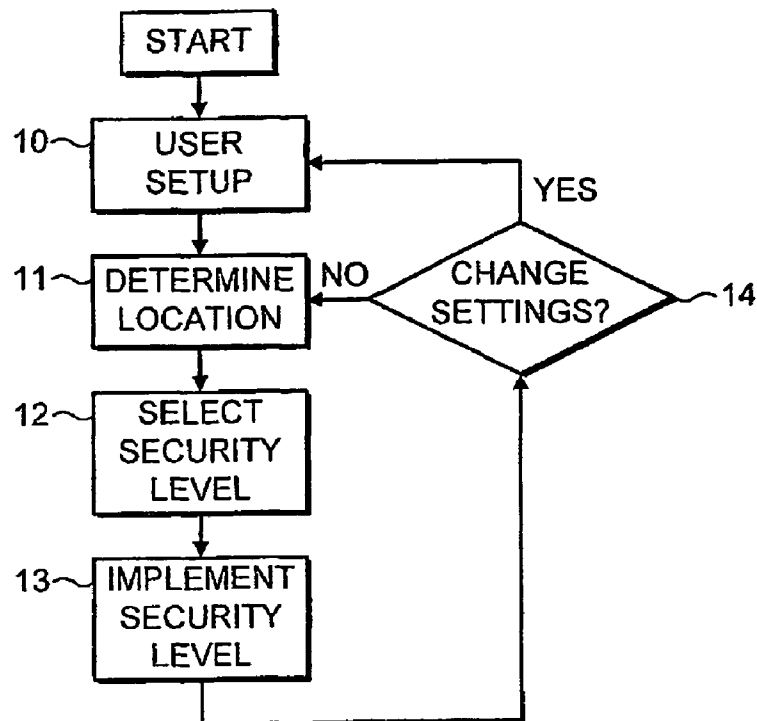 START
10
USER
SETUP
YES
11
DETERMINE
LOCATION
NO
CHANGE
SETTINGS?
14
12
SELECT
SECURITY
LEVEL
13
IMPLEMENT
SECURITY
LEVEL